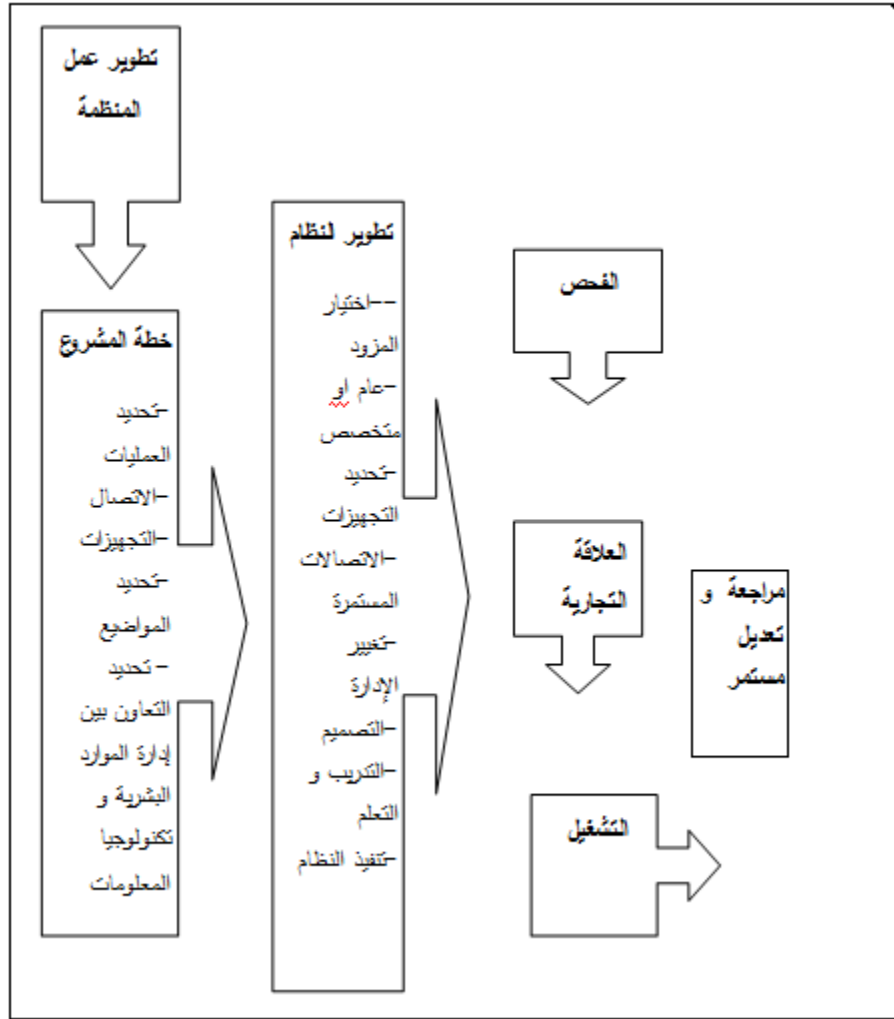 تطوير عمل
المنظمة
خطة المشروع
-تحديد
العمليات
-الاتصال
-التجهيزات
-تحديد
المواضيع
- تحديد
التعاون بين
إدارة الموارد
البشرية و
تكنولوجيا
المعلومات
تطوير لنظام
--اختيار
المزود
-عام او
متخصص
-تحديد
التجهيزات
-الاتصالات
المستمرة
-تغيير
الإدارة
-التصميم
-التدريب و
التعلم
-تنفيذ النظام
الفحص
العلاقة
التجارية
التشغيل
مراجعة و
تعديل
مستمر